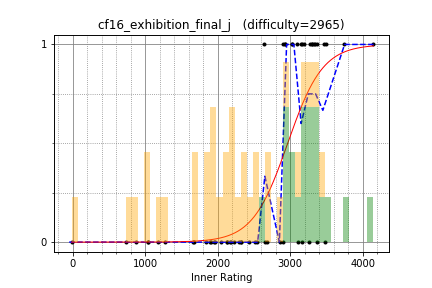 cf16_exhibition_final_j (difficulty=2965)
1
0
0 1000 2000 3000 4000
Inner Rating